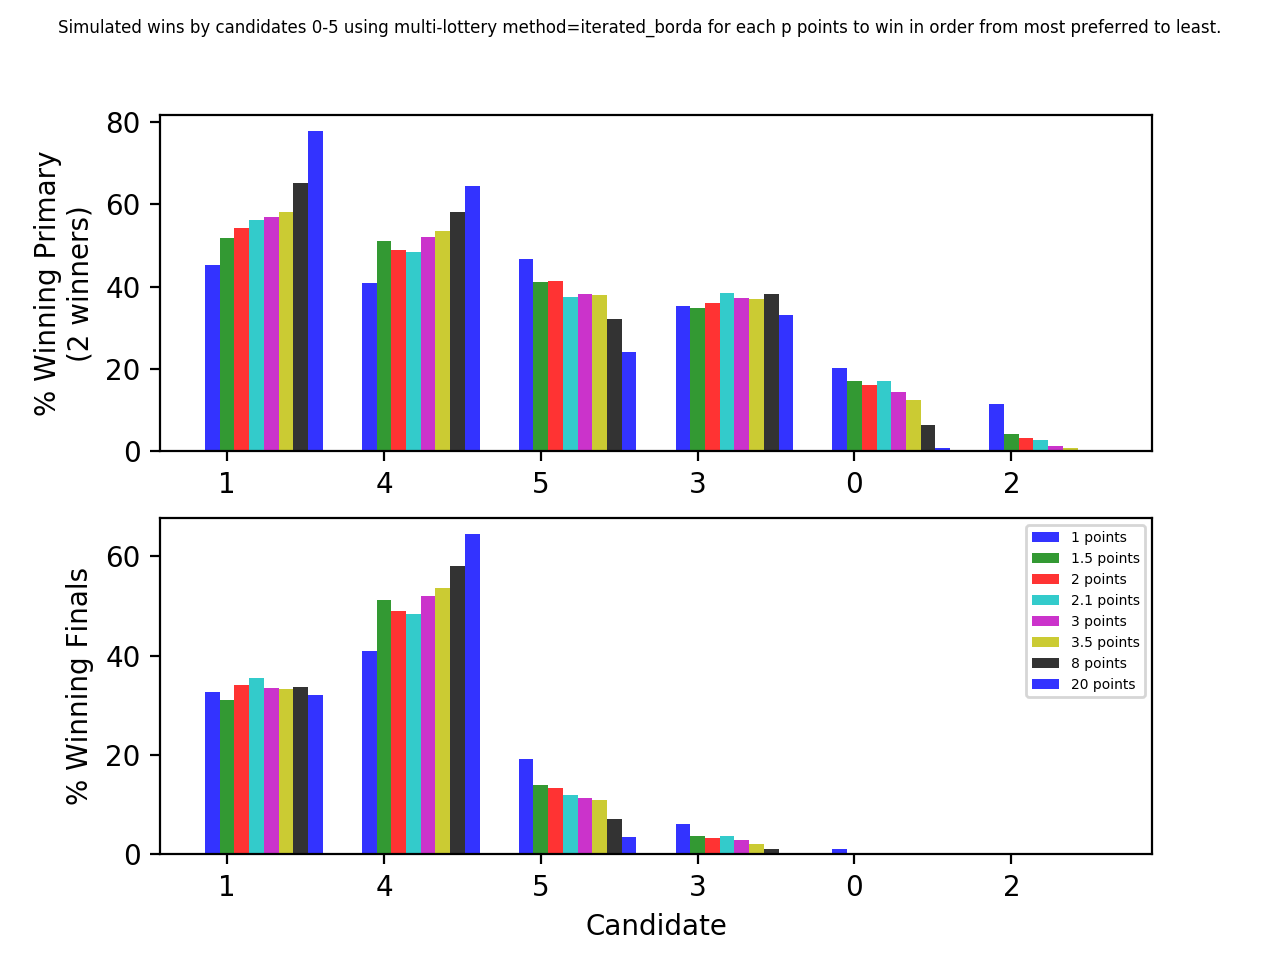 Simulated wins by candidates 0-5 using multi-lottery method=iterated_borda for each p points to win in order from most preferred to least.
% Winning Primary
(2 winners)
80
60
40
20
0
1 4 5 3 0 2
% Winning Finals
60
40
20
0
1 points
1.5 points
2 points
2.1 points
3 points
3.5 points
8 points
20 points
1 4 5 3 0 2
Candidate